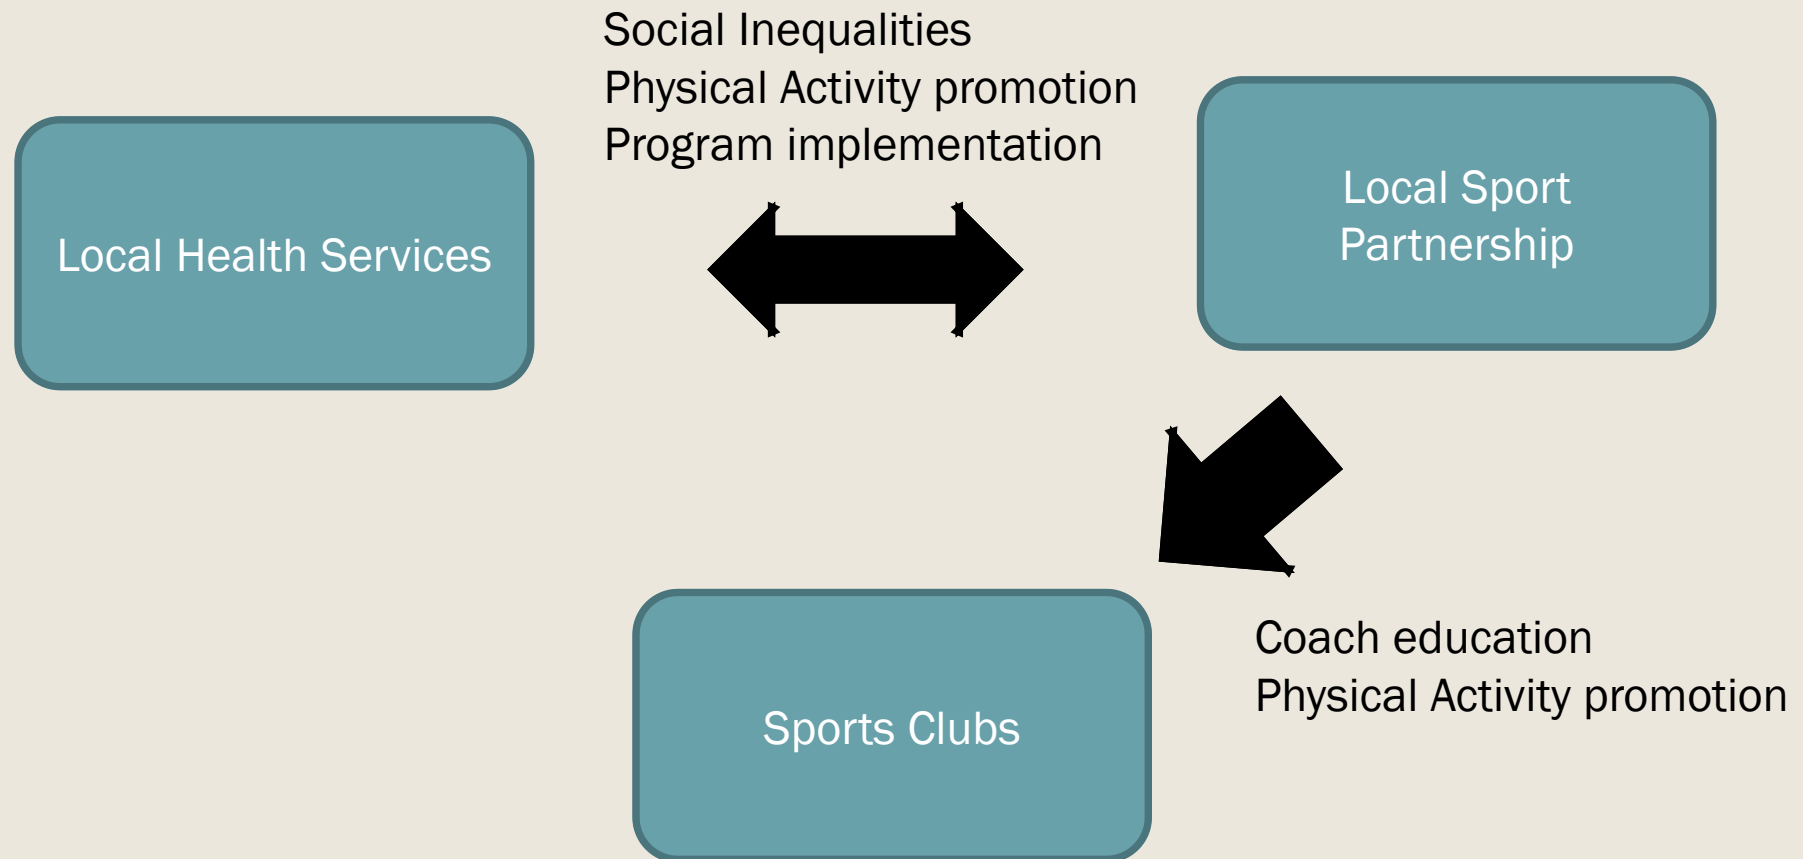 Social Inequalities
Physical Activity promotion
Program implementation
Local Health Services
Local Sport
Partnership
Sports Clubs
Coach education
Physical Activity promotion